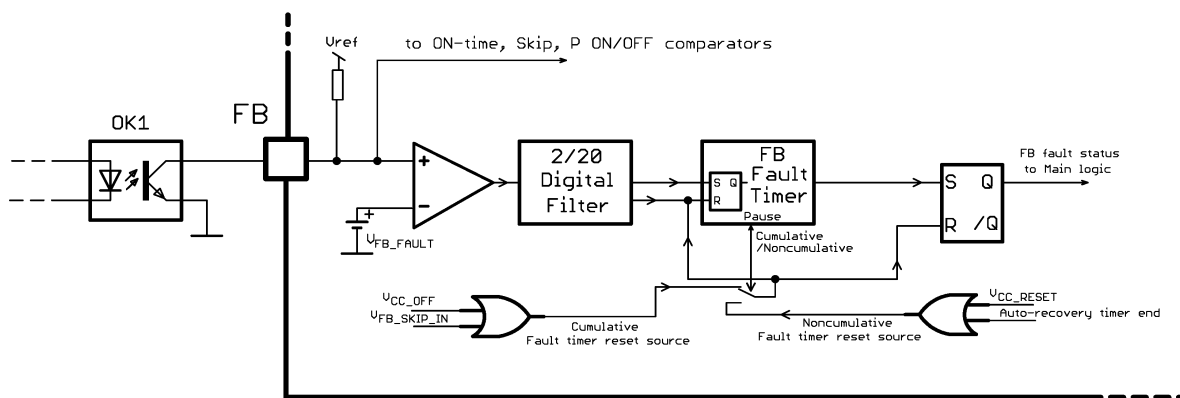 Vref
to ON-time, Skip, P ON/OFF comparators
FB
OK1
+
−
+
VFB_FAULT
2/20
Digital
Filter
FB
Fault
Timer
S Q
R
Pause
Cumulative
/Noncumulative
S Q
R /Q
FB fault status
to Main logic
VCC_OFF
VFB_SKIP_IN
Cumulative
Fault timer reset source
Noncumulative
Fault timer reset source
VCC_RESET
Auto-recovery timer end